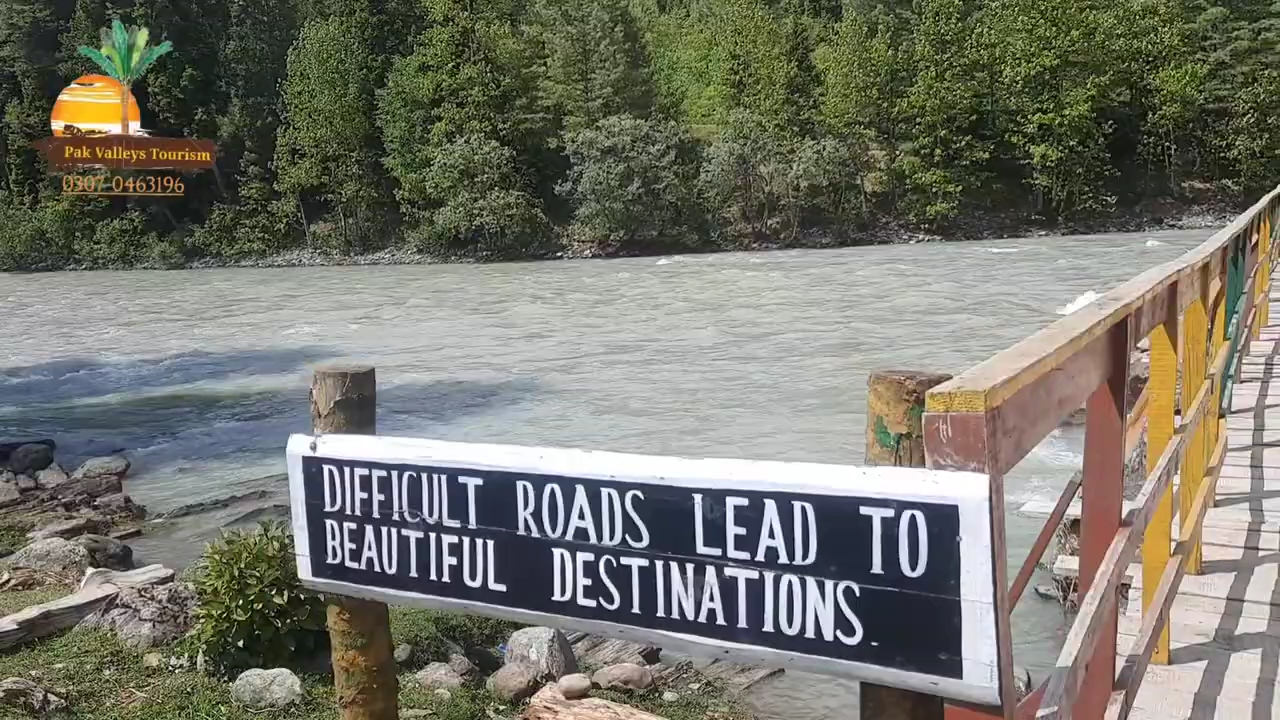 Pak Valleys Tourism
0307 0463196
DIFFICULT ROADS LEAD TO
BEAUTIFUL DESTINATIONS.